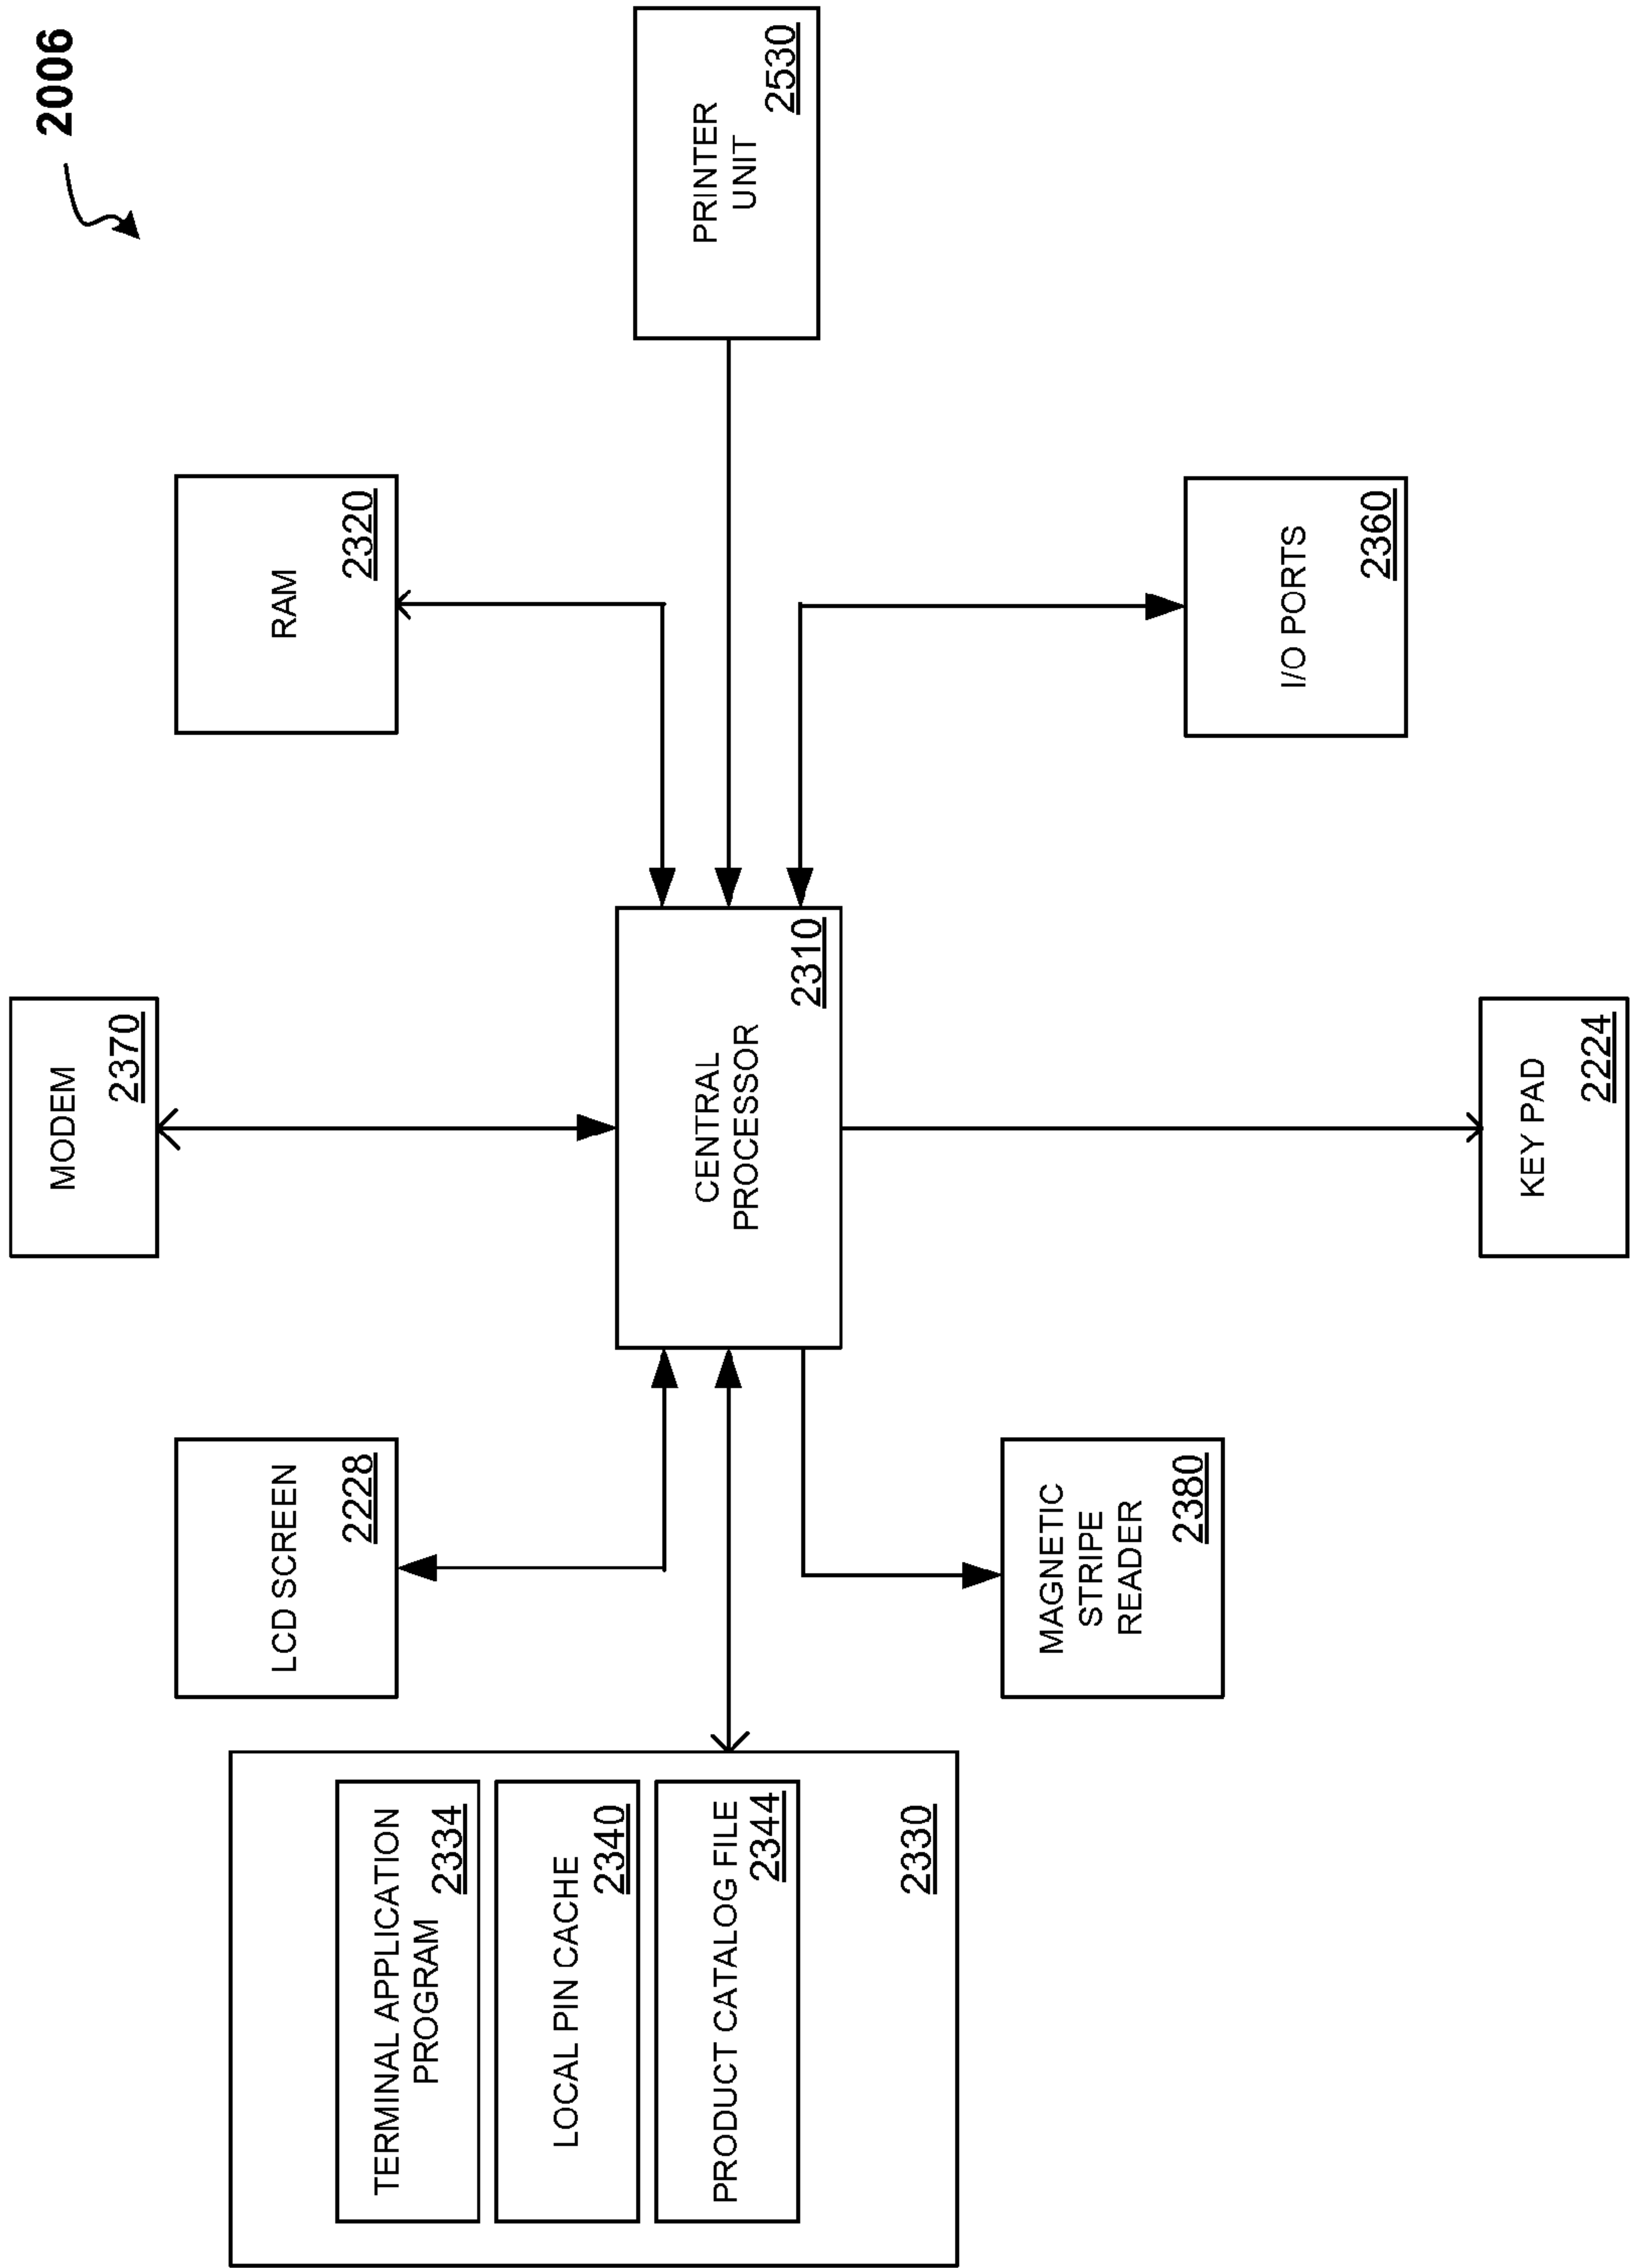 2006
TERMINAL APPLICATION
PROGRAM
2334
LOCAL PIN CACHE
2340
PRODUCT CATALOG FILE
2344
2330
LCD SCREEN
2228
MAGNETIC
STRIPE
READER
2380
MODEM
2370
CENTRAL
PROCESSOR
2310
KEY PAD
2224
RAM
2320
I/O PORTS
2360
PRINTER
UNIT
2530